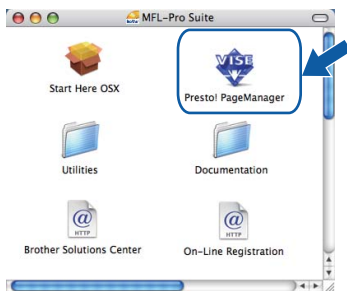 MFL-Pro Suite
VISE
Start Here OSX
Presto! PageManager
Utilities
Documentation
@
HTTP
@
HTTP
Brother Solutions Center
On-Line Registration